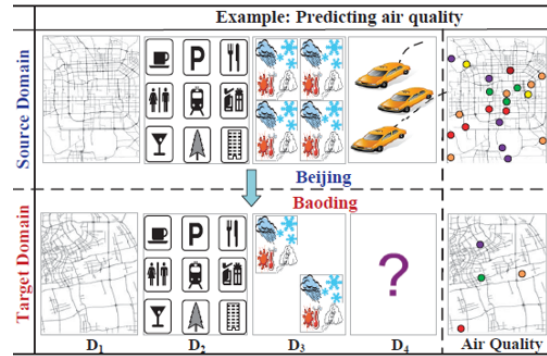 Example: Predicting air quality
Source Domain
P
Beijing
Baoding
Target Domain
P
?
D1
D2
D3
D4
Air Quality